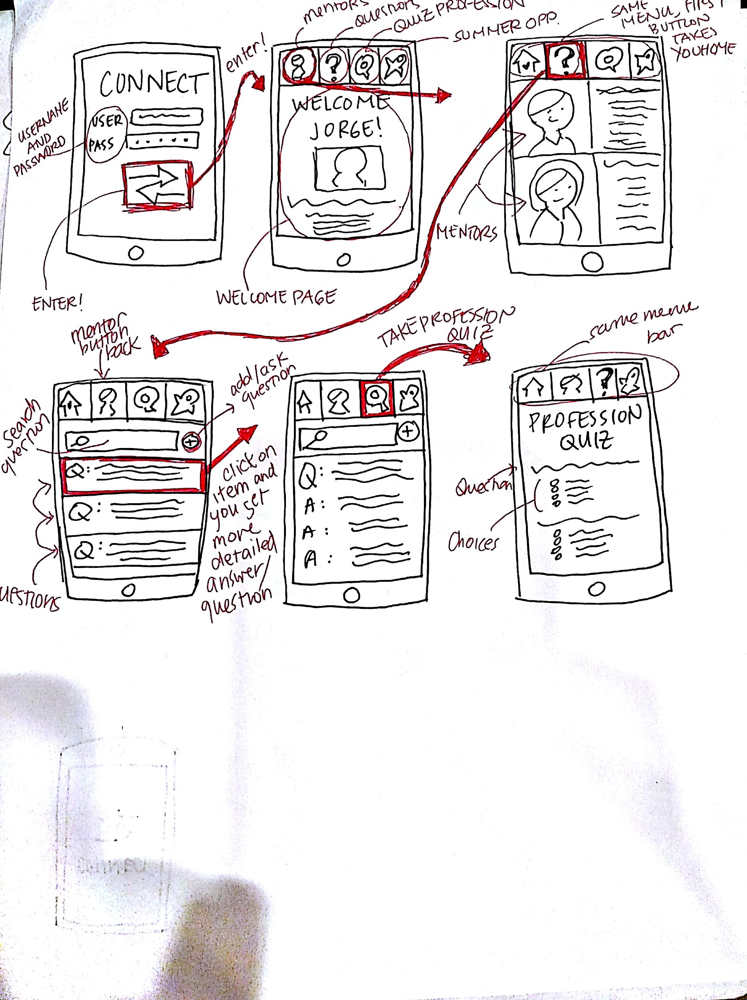 mentors
questions
QUIZ PROFESSION
SUMMER OPP.
SAME
MENU, FIRST
BUTTON
TAKES
YOU HOME
enter!
CONNECT
USER
PASS
USERNAME
AND
PASSWORD
ENTER!
WELCOME
JORGE!
WELCOME PAGE
?
?
MENTORS
mentor
button
back
TAKE PROFESSION
QUIZ
same menu
bar
add/ask
question
search
question
Q:
Q:
Q:
UESTIONS
click on
item and
you get
more
detailed
answer/
question
Q:
A:
A:
A:
?
PROFESSION
QUIZ
Question
Choices